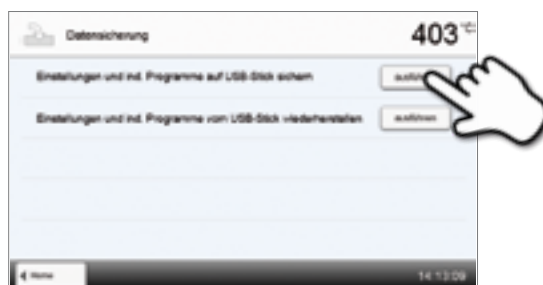 Datensicherung
403 °C
Einstellungen und ind. Programme auf USB-Stick sichern
ausführen
Einstellungen und ind. Programme vom USB-Stick wiederherstellen
ausführen
Home
14:13:09